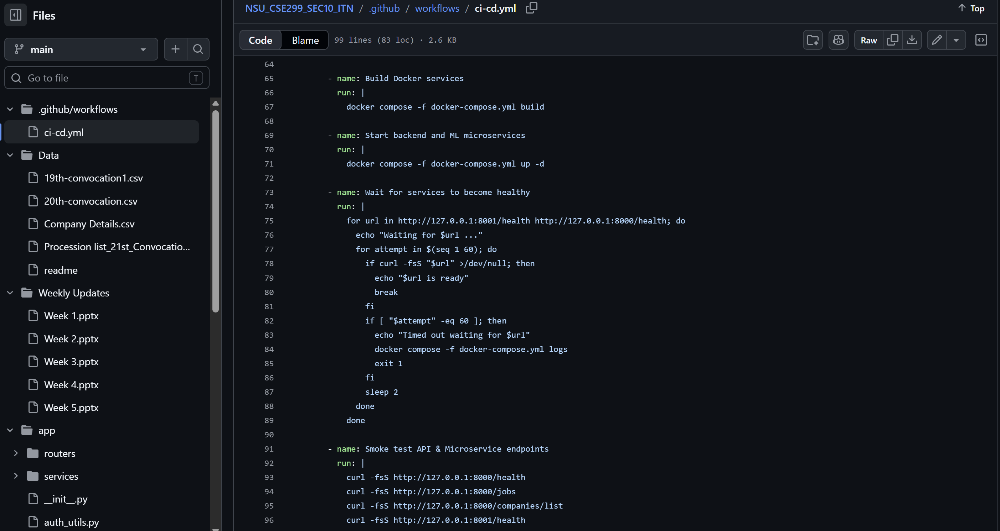 Files
main
Go to file
T
.github/workflows
ci-cd.yml
Data
19th-convocation1.csv
20th-convocation.csv
Company Details.csv
Procession list_21st_Convocatio...
readme
Weekly Updates
Week 1.pptx
Week 2.pptx
Week 3.pptx
Week 4.pptx
Week 5.pptx
app
routers
services
__init__.py
auth_utils.py
NSU_CSE299_SEC10_ITN / .github / workflows / ci-cd.yml
Top
Code Blame 99 lines (83 loc) · 2.6 KB
Raw
64
65 - name: Build Docker services
66 run: |
67 docker compose -f docker-compose.yml build
68
69 - name: Start backend and ML microservices
70 run: |
71 docker compose -f docker-compose.yml up -d
72
73 - name: Wait for services to become healthy
74 run: |
75 for url in http://127.0.0.1:8001/health http://127.0.0.1:8000/health; do
76 echo "Waiting for $url ..."
77 for attempt in $(seq 1 60); do
78 if curl -fsS "$url" >/dev/null; then
79 echo "$url is ready"
80 break
81 fi
82 if [ "$attempt" -eq 60 ]; then
83 echo "Timed out waiting for $url"
84 docker compose -f docker-compose.yml logs
85 exit 1
86 fi
87 sleep 2
88 done
89 done
90
91 - name: Smoke test API & Microservice endpoints
92 run: |
93 curl -fsS http://127.0.0.1:8000/health
94 curl -fsS http://127.0.0.1:8000/jobs
95 curl -fsS http://127.0.0.1:8000/companies/list
96 curl -fsS http://127.0.0.1:8001/health